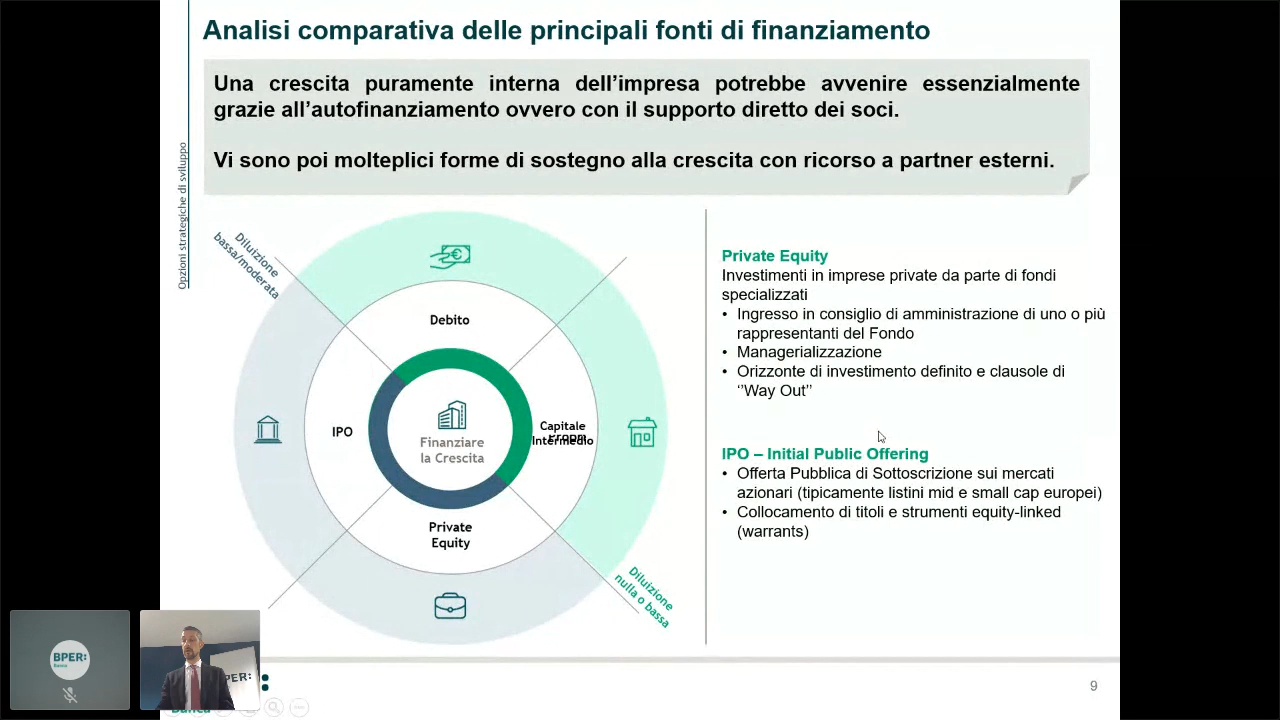 Analisi comparativa delle principali fonti di finanziamento
Una crescita puramente interna dell'impresa potrebbe avvenire essenzialmente
grazie all'autofinanziamento ovvero con il supporto diretto dei soci.
Vi sono poi molteplici forme di sostegno alla crescita con ricorso a partner esterni.
Opzioni strategiche di sviluppo
Diluizione
bassa/moderata
Debito
IPO
Finanziare
la Crescita
Capitale
Intermedio
Private
Equity
Diluizione
nulla o bassa
Private Equity
Investimenti in imprese private da parte di fondi
specializzati
• Ingresso in consiglio di amministrazione di uno o più
rappresentanti del Fondo
• Managerializzazione
• Orizzonte di investimento definito e clausole di
‘’Way Out’’
IPO – Initial Public Offering
• Offerta Pubblica di Sottoscrizione sui mercati
azionari (tipicamente listini mid e small cap europei)
• Collocamento di titoli e strumenti equity-linked
(warrants)
BPER:
Banca
PER:
Banca
9